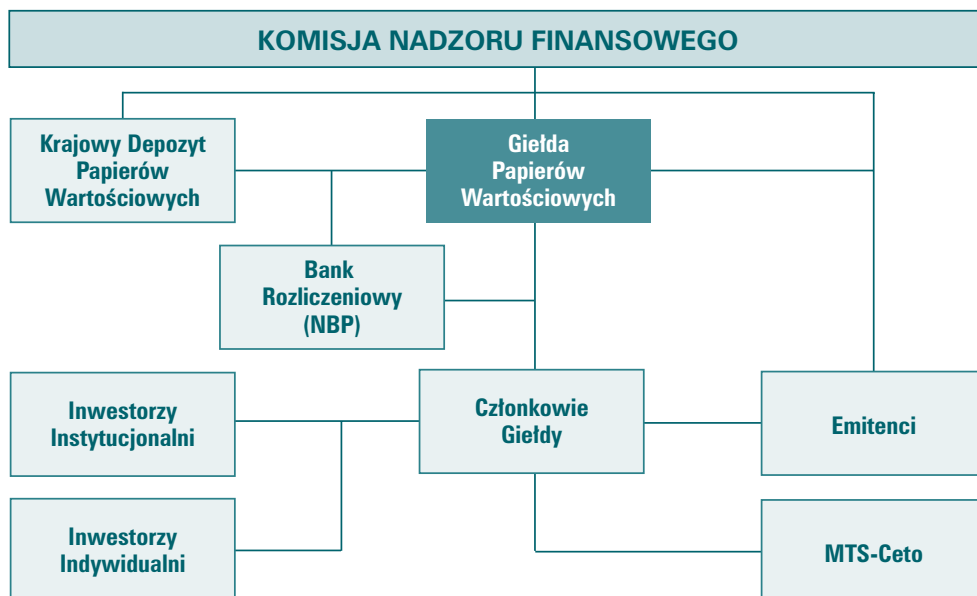 KOMISJA NADZORU FINANSOWEGO
Krajowy Depozyt
Papierów
Wartościowych
Giełda
Papierów
Wartościowych
Bank
Rozliczeniowy
(NBP)
Inwestorzy
Instytucjonalni
Członkowie
Giełdy
Emitenci
Inwestorzy
Indywidualni
MTS-Ceto